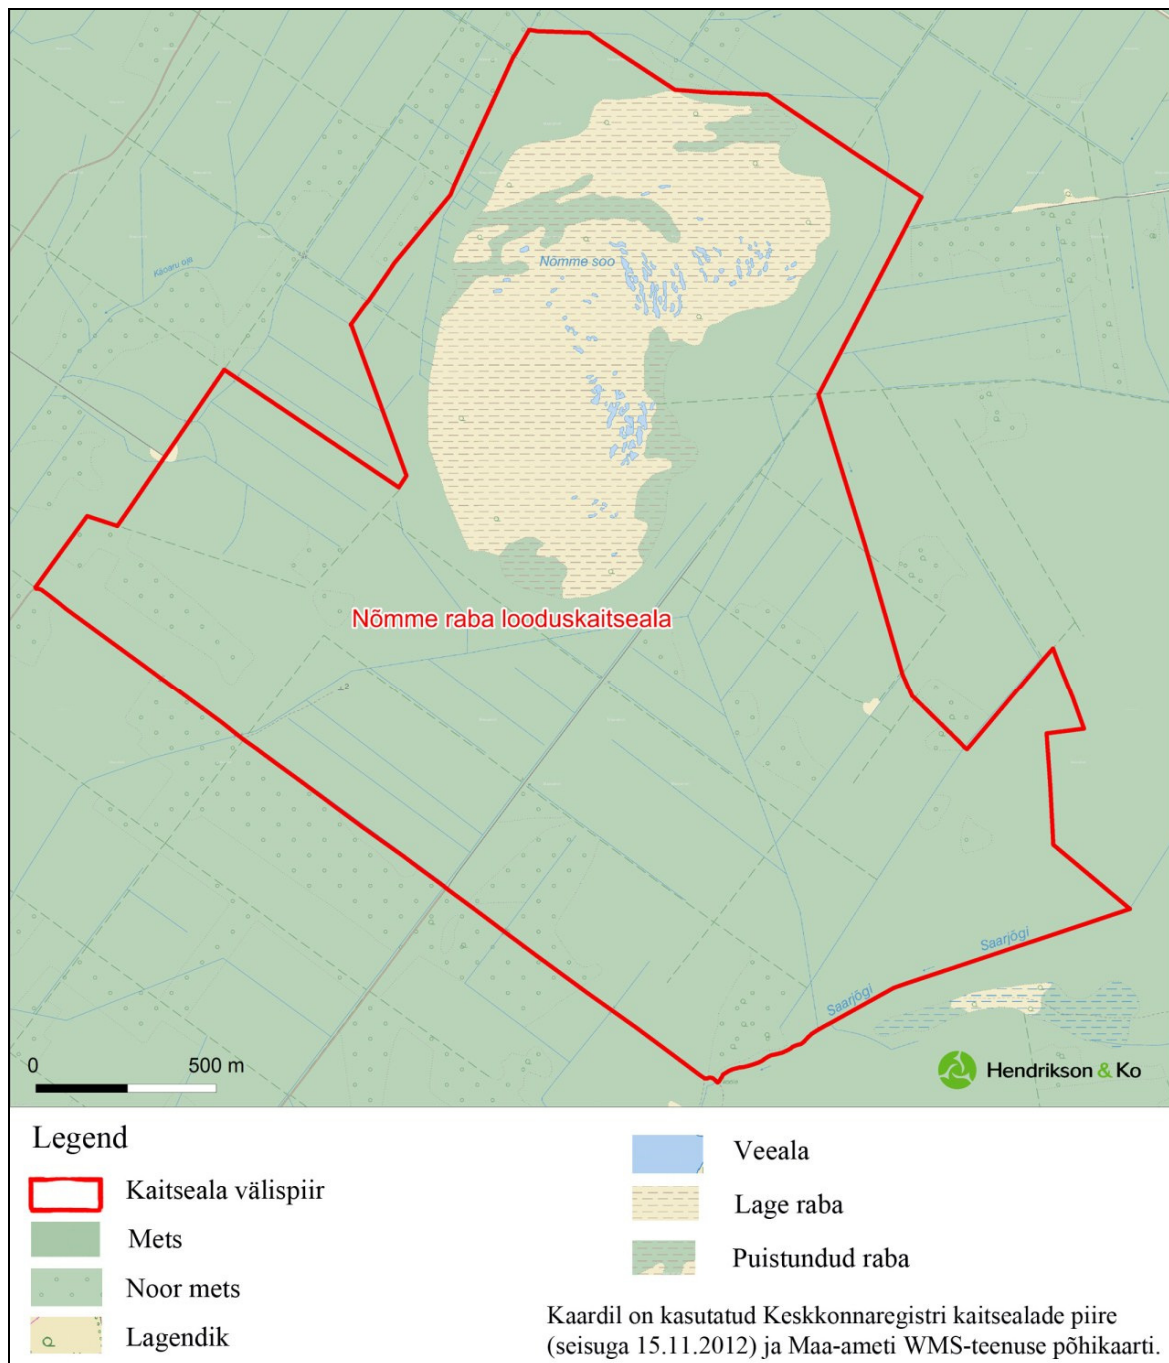 Kääru oja
Nõmme soo
Nõmme raba looduskaitseala
Saarjõgi
Saarjõgi
0 500 m
Hendrikson & Ko
Legend
Kaitseala välispiir
Mets
Noor mets
Lagendik
Veeala
Lage raba
Puistundud raba
Kaardil on kasutatud Keskkonnaregistri kaitsealade piire
(seisuga 15.11.2012) ja Maa-ameti WMS-teenuse põhikaarti.